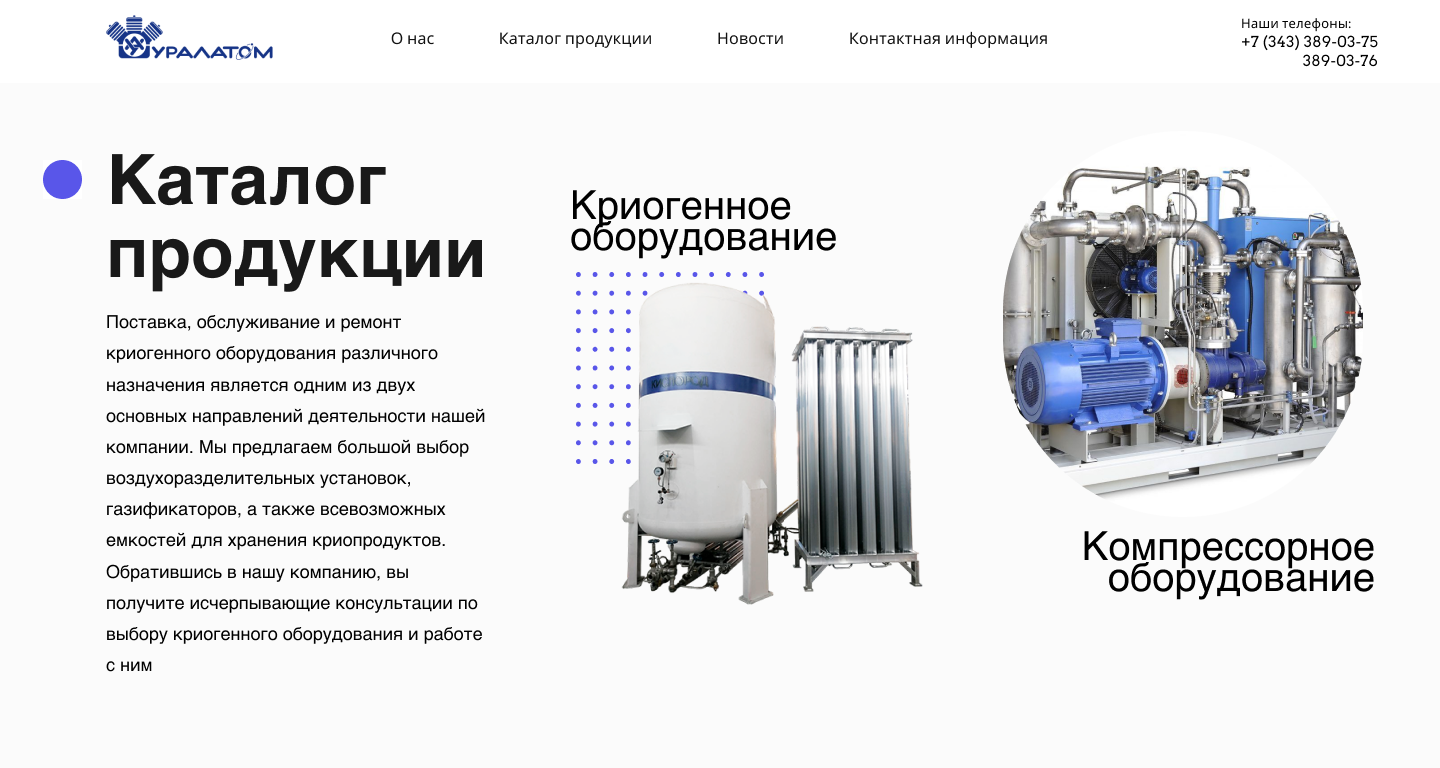 УРАЛАТОМ
О нас
Каталог продукции
Новости
Контактная информация
Наши телефоны:
+7 (343) 389-03-75
389-03-76
Каталог
продукции
Поставка, обслуживание и ремонт
криогенного оборудования различного
назначения является одним из двух
основных направлений деятельности нашей
компании. Мы предлагаем большой выбор
воздухоразделительных установок,
газификаторов, а также всевозможных
емкостей для хранения криопродуктов.
Обратившись в нашу компанию, вы
получите исчерпывающие консультации по
выбору криогенного оборудования и работе
с ним
Криогенное
оборудование
Компрессорное
оборудование